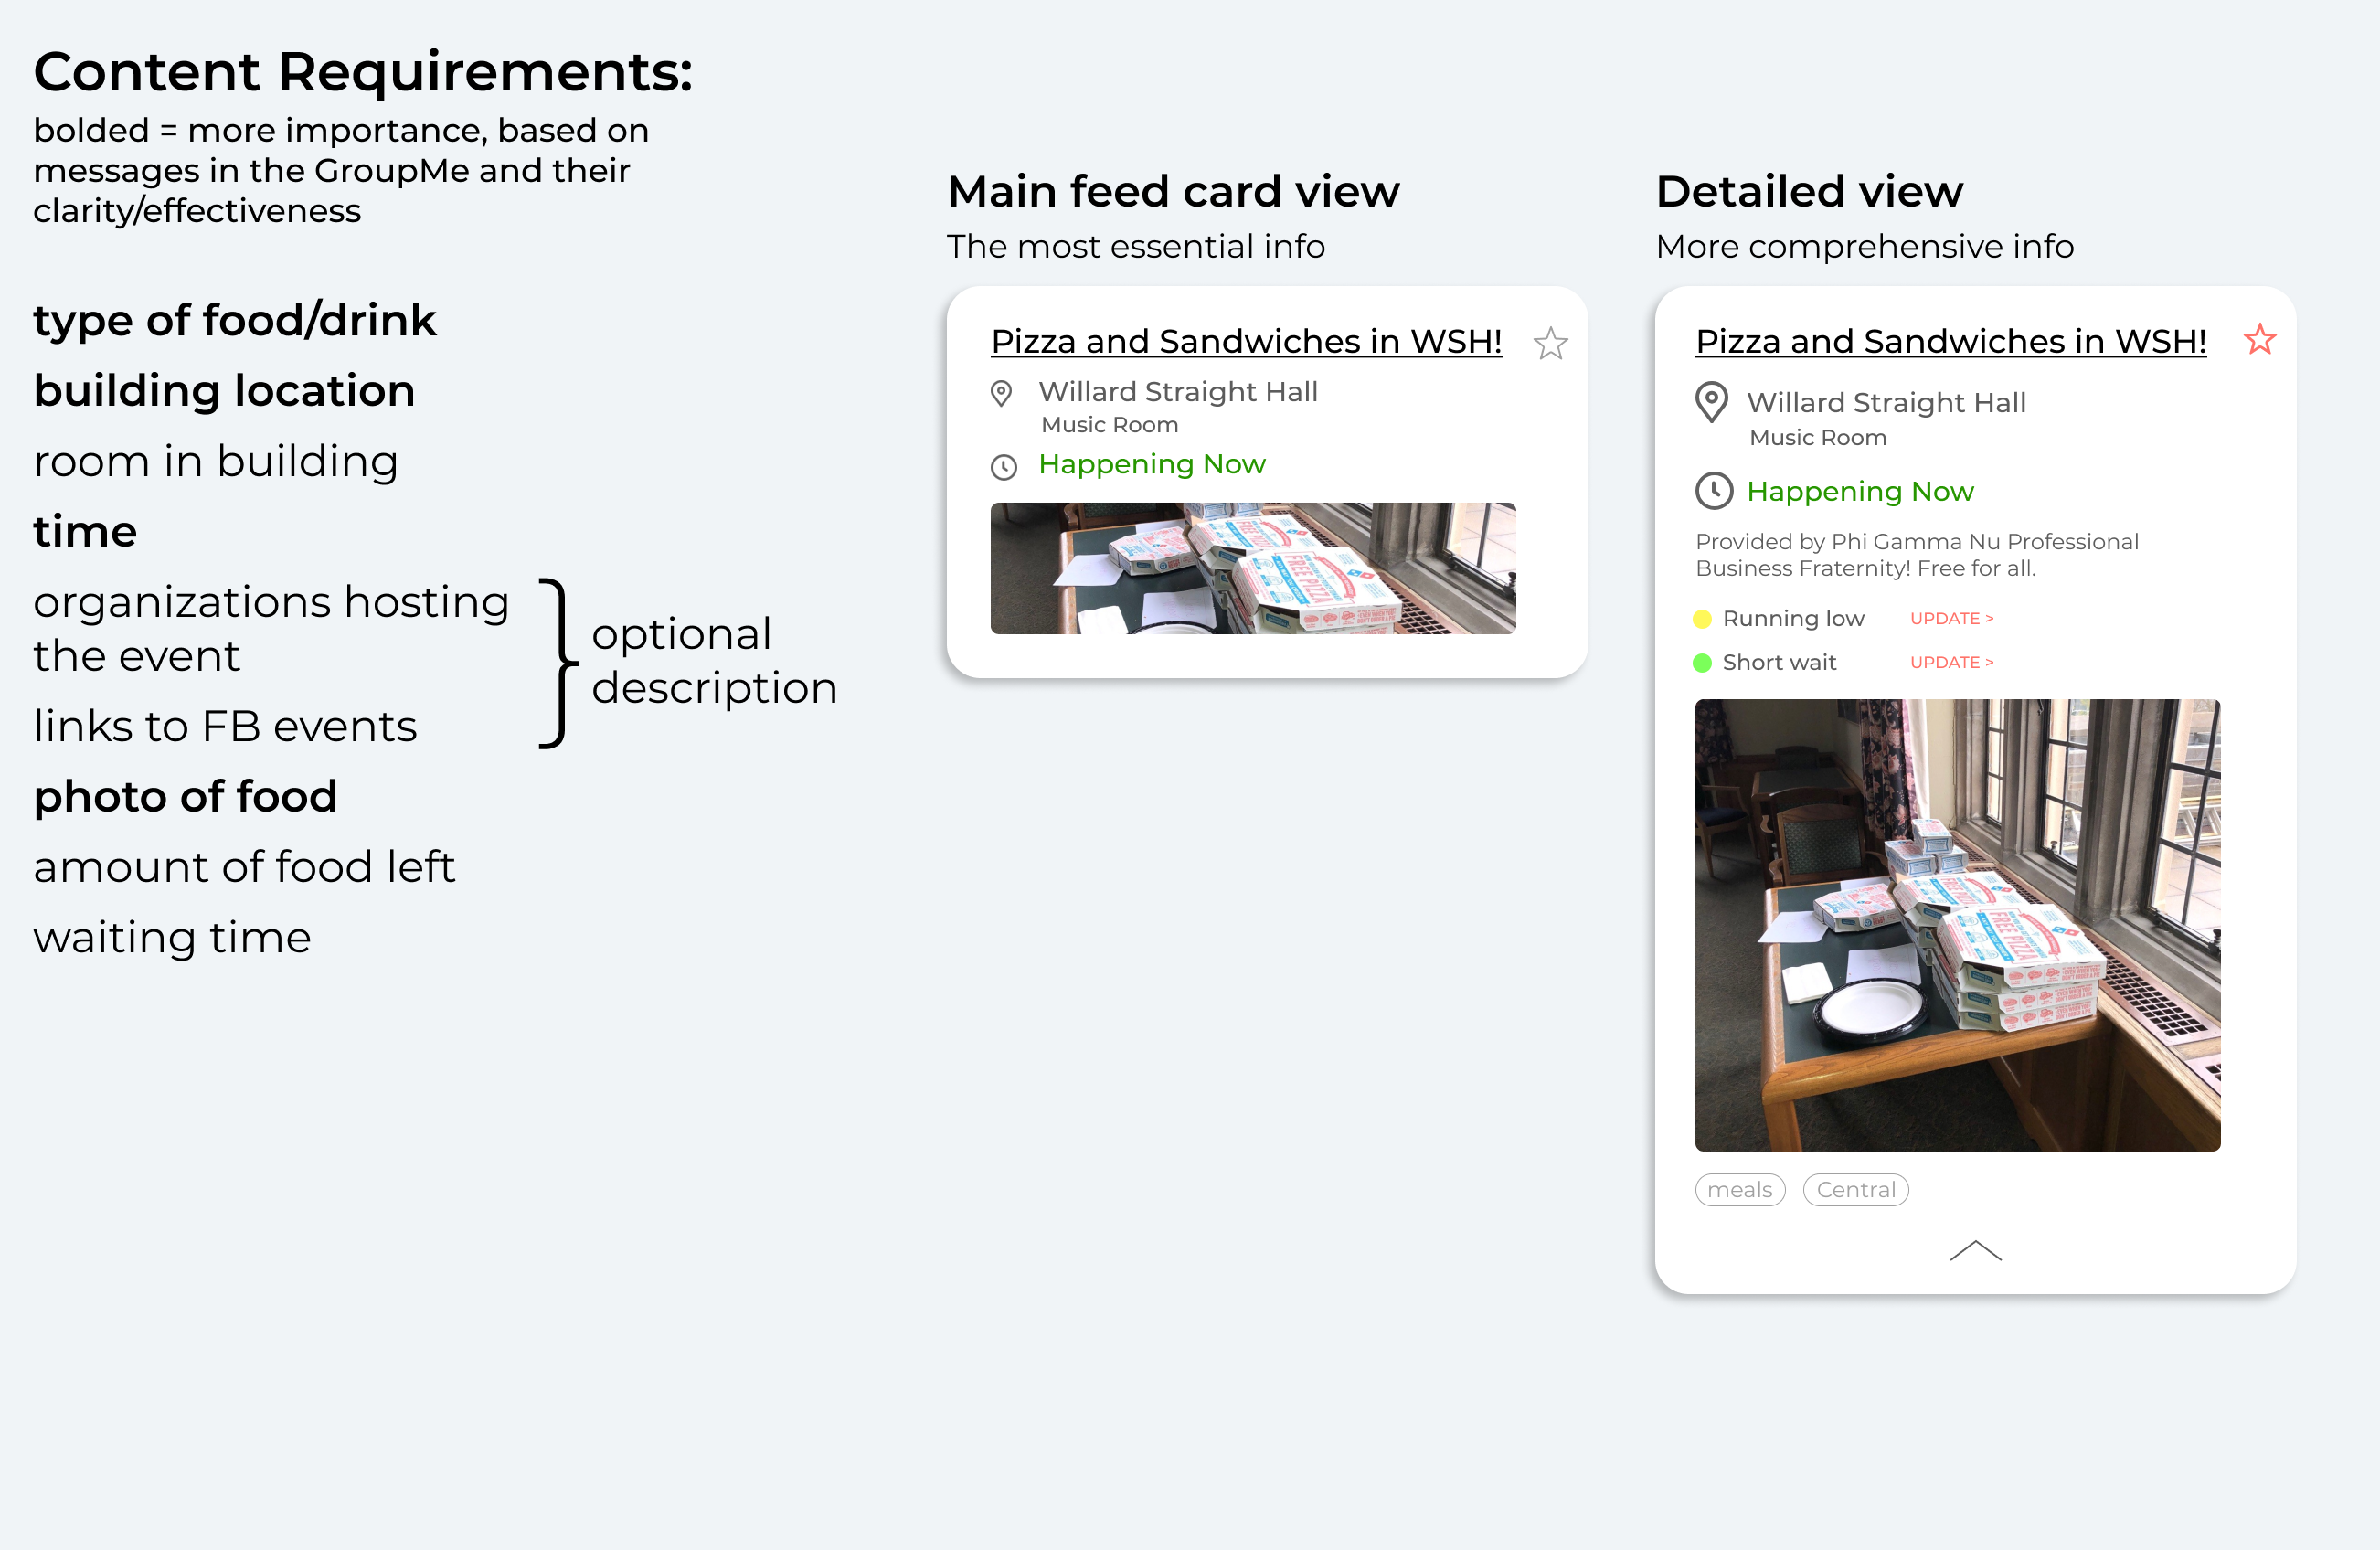 Content Requirements:
bolded = more importance, based on
messages in the GroupMe and their
clarity/effectiveness
type of food/drink
building location
room in building
time
organizations hosting
the event
links to FB events
optional
description
photo of food
amount of food left
waiting time
Main feed card view
The most essential info
Pizza and Sandwiches in WSH!
Willard Straight Hall
Music Room
Happening Now
FREE PIZZA
Detailed view
More comprehensive info
Pizza and Sandwiches in WSH!
Willard Straight Hall
Music Room
Happening Now
Provided by Phi Gamma Nu Professional
Business Fraternity! Free for all.
Running low UPDATE >
Short wait UPDATE >
FREE PIZZA
meals Central